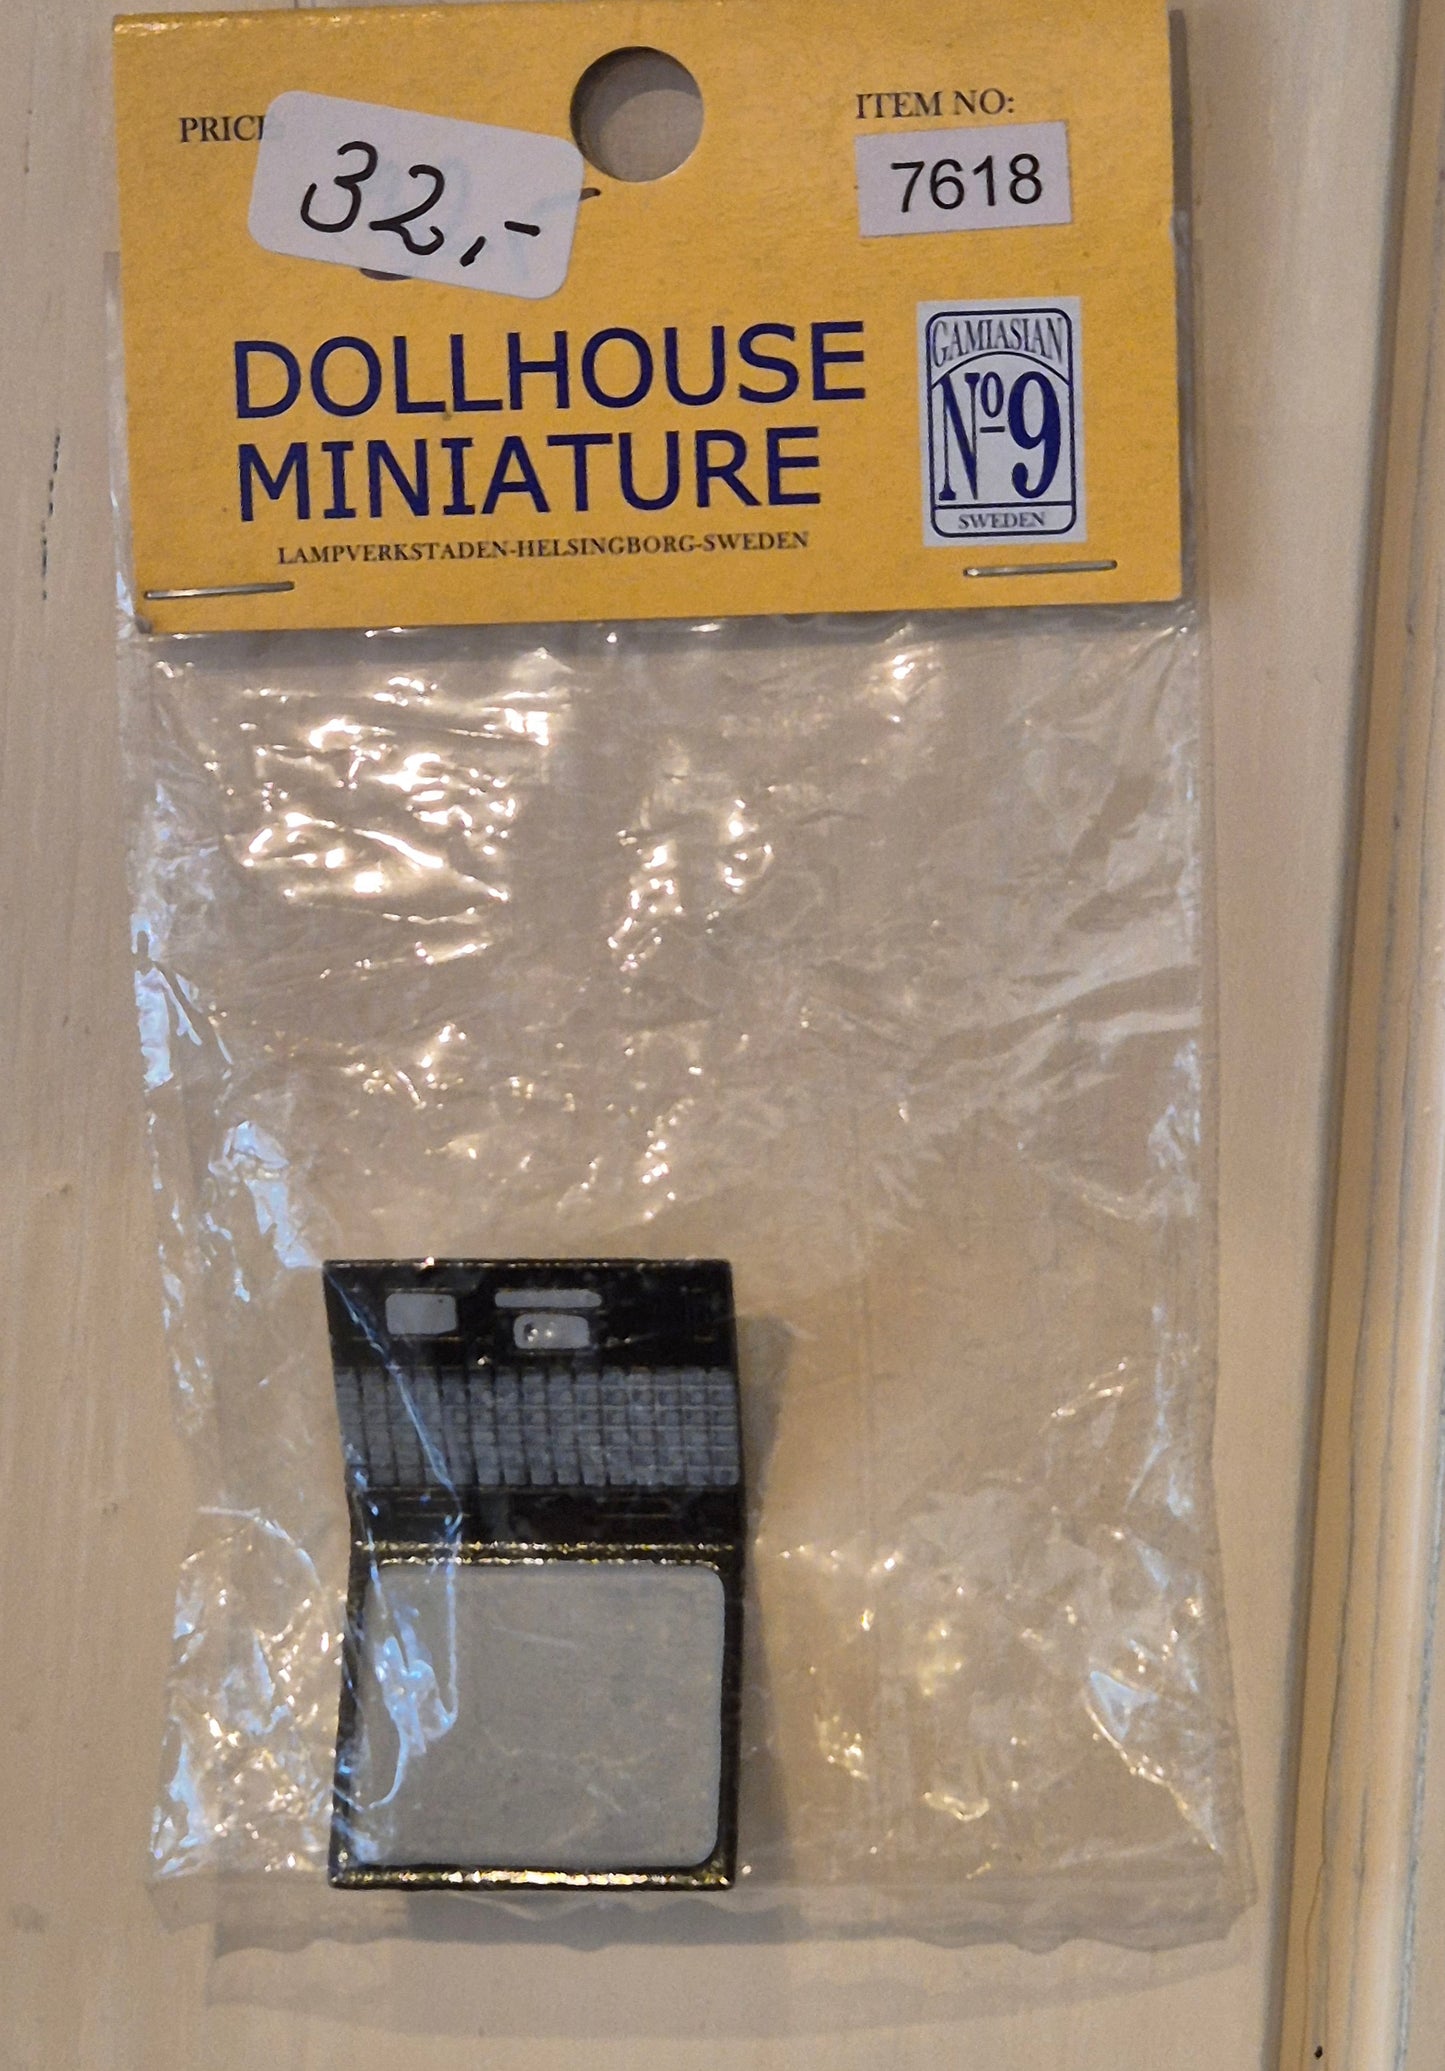 PRICE
32,-
ITEM NO:
7618
DOLLHOUSE
MINIATURE
LAMPVERKSTADEN-HELSINGBORG-SWEDEN
GAMIASIAN
Nº9
SWEDEN